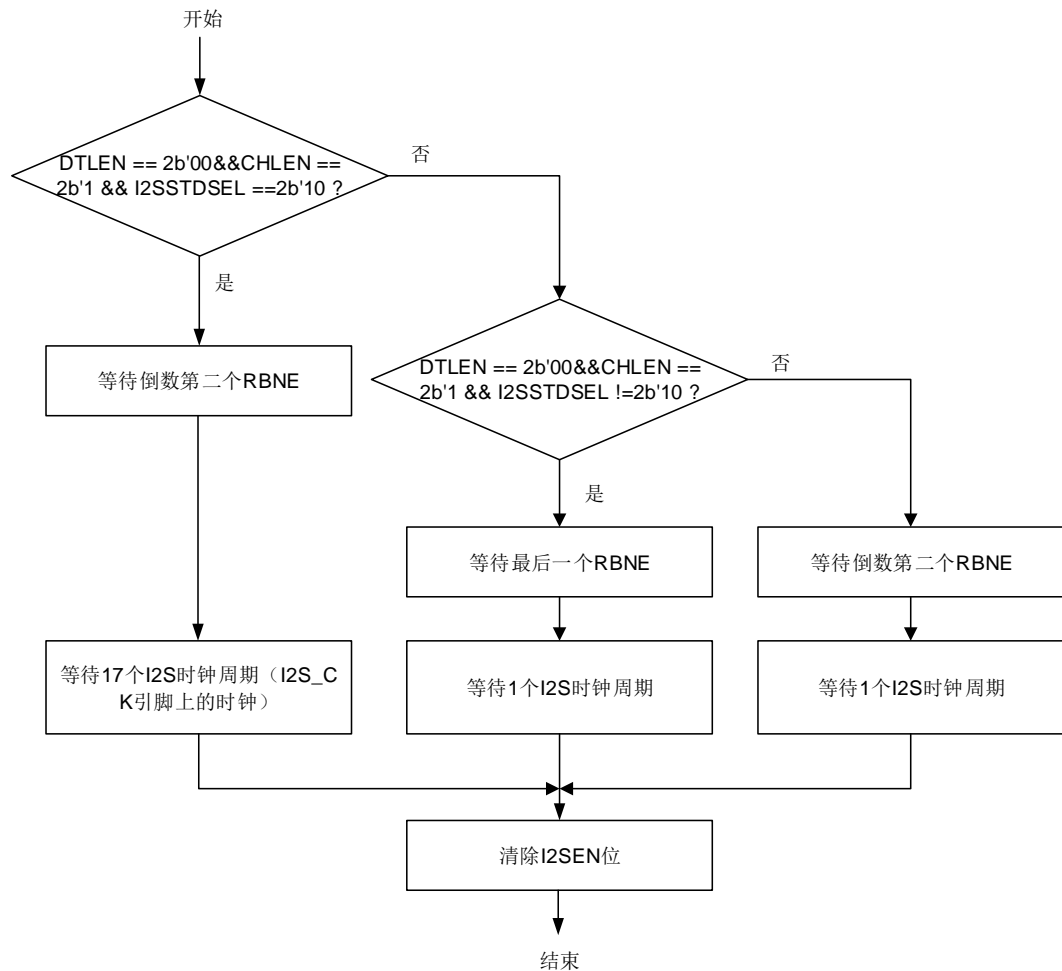 开始
DTLEN == 2b'00&&CHLEN ==
2b'1 && I2SSTDSEL ==2b'10 ?
否
是
DTLEN == 2b'00&&CHLEN ==
2b'1 && I2SSTDSEL !=2b'10 ?
否
等待倒数第二个RBNE
是
等待最后一个RBNE
等待倒数第二个RBNE
等待17个I2S时钟周期（I2S_C
K引脚上的时钟）
等待1个I2S时钟周期
等待1个I2S时钟周期
清除I2SEN位
结束